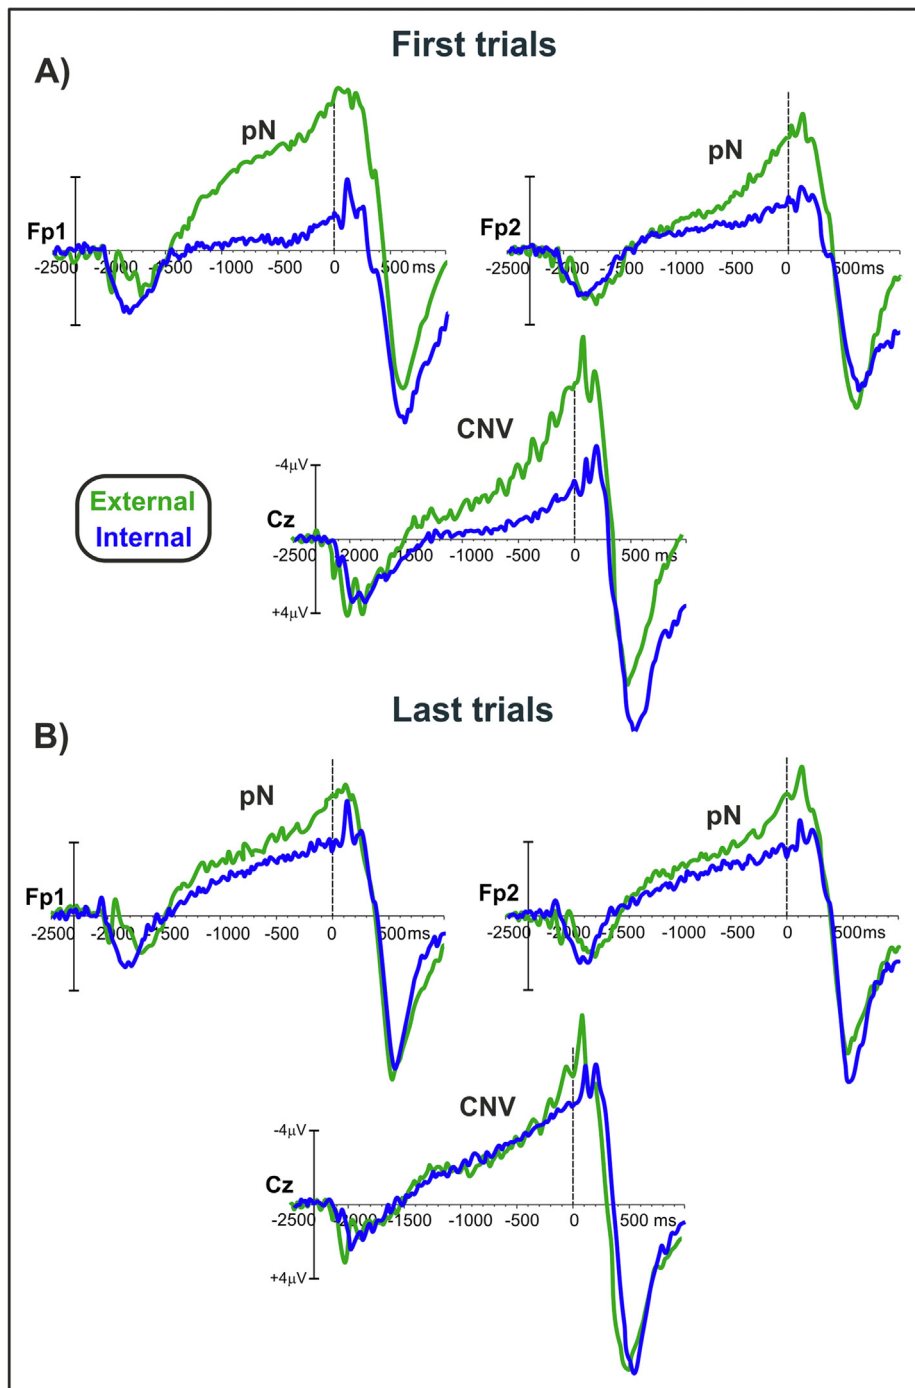 First trials
A)
pN
pN
Fp1
Fp2
-2500 -2000 -1500 -1000 -500 0 500ms
-2500 -2000 -1500 -1000 -500 0 500ms
CNV
-4μV
External
Internal
Cz
-2500 -2000 -1500 -1000 -500 0 500 ms
+4μV
Last trials
B)
pN
pN
Fp1
Fp2
-2500 -2000 -1500 -1000 -500 0 500ms
-2500 -2000 -1500 -1000 -500 0 500ms
CNV
-4μV
Cz
-2500 -2000 -1500 -1000 -500 0 500 ms
+4μV